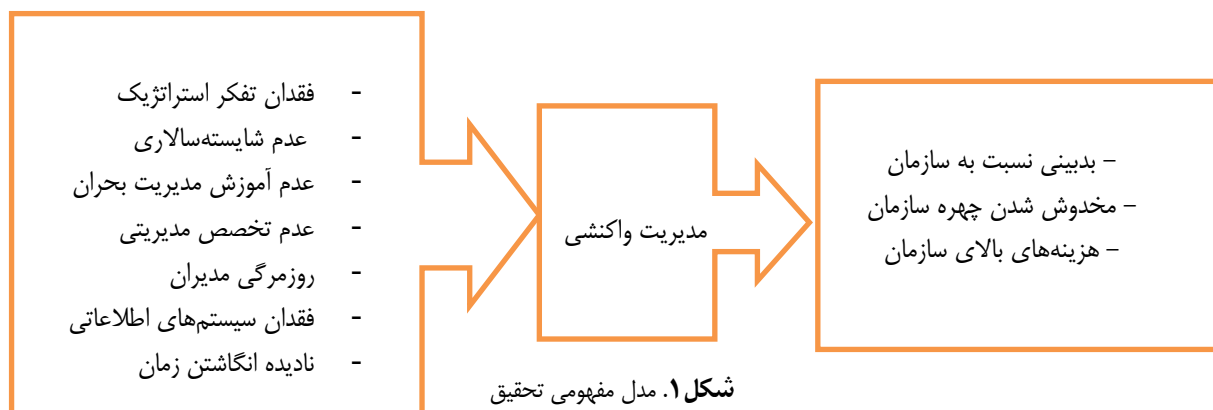 - فقدان تفکر استراتژیک
- عدم شایسته‌سالاری
- عدم آموزش مدیریت بحران
- عدم تخصص مدیریتی
- روزمرگی مدیران
- فقدان سیستم‌های اطلاعاتی
- نادیده انگاشتن زمان
مدیریت واکنشی
– بدبینی نسبت به سازمان
– مخدوش شدن چهره سازمان
– هزینه‌های بالای سازمان
شکل۱. مدل مفهومی تحقیق